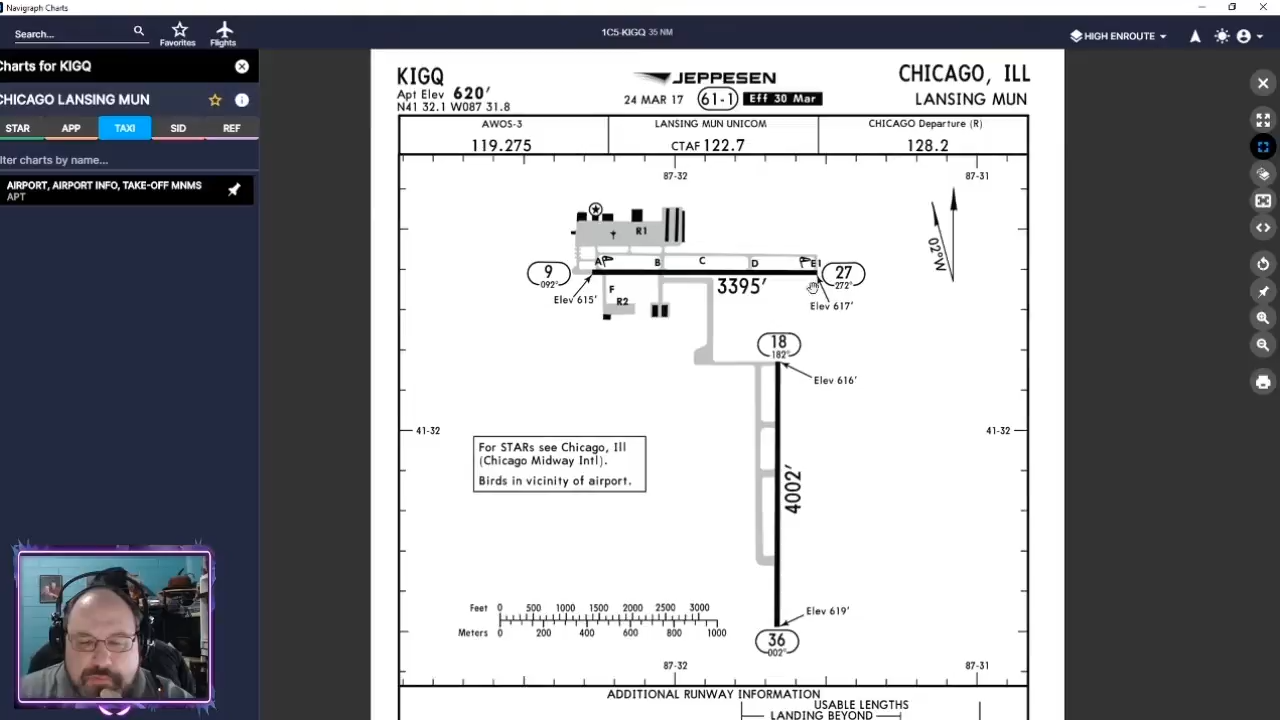 Navigraph Charts
Search...
Favorites
Flights
1C5-KIGQ 35 NM
HIGH ENROUTE
Charts for KIGQ
CHICAGO LANSING MUN
STAR
APP
TAXI
SID
REF
lter charts by name...
AIRPORT, AIRPORT INFO, TAKE-OFF MNMS
APT
KIGQ
Apt Elev 620'
N41 32.1 W087 31.8
JEPPESEN
24 MAR 17 61-1 Eff 30 Mar
CHICAGO, ILL
LANSING MUN
AWOS-3
119.275
LANSING MUN UNICOM
CTAF 122.7
CHICAGO Departure (R)
128.2
87-32
87-31
R1
02°W
A
B
C
D
E1
9
092°
27
272°
3395'
Elev 615'
F
R2
Elev 617'
18
182°
Elev 616'
41-32
41-32
For STARs see Chicago, Ill
(Chicago Midway Intl).
Birds in vicinity of airport.
4002'
Feet 0 500 1000 1500 2000 2500 3000
Meters 0 200 400 600 800 1000
Elev 619'
36
002°
87-32
87-31
ADDITIONAL RUNWAY INFORMATION
USABLE LENGTHS
LANDING BEYOND